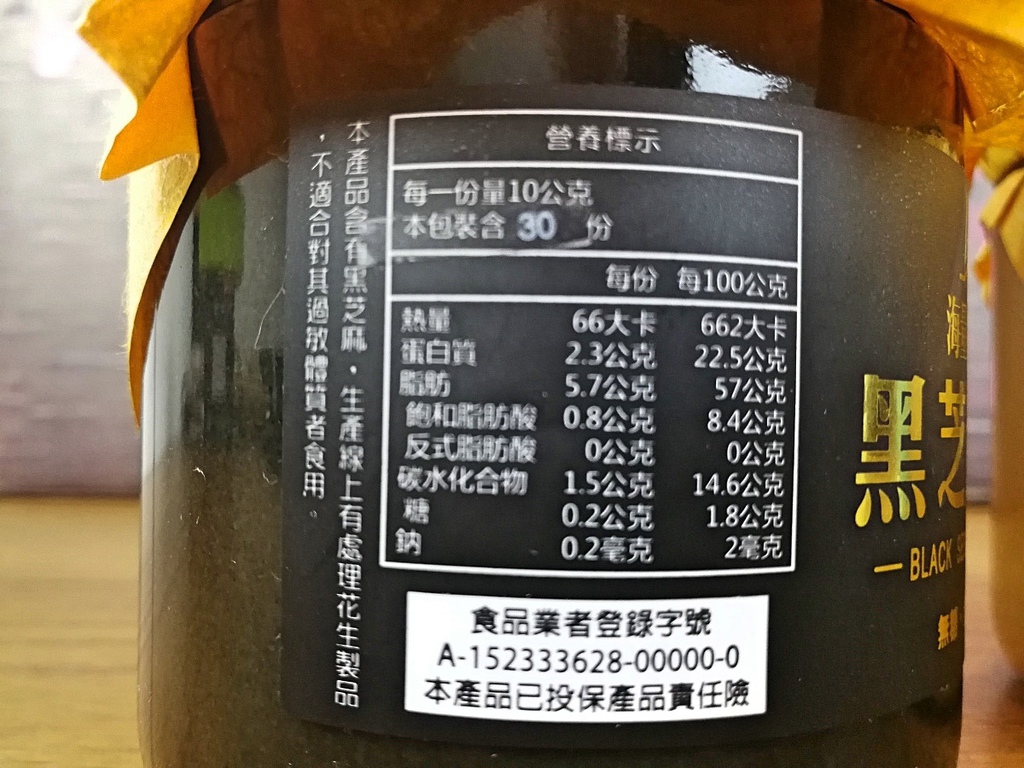 本產品含有黑芝麻，生產線上有處理花生製品
，不適合對其過敏體質者食用。
營養標示
每一份量10公克
本包裝含 30 份
每份 每100公克
熱量 66大卡 662大卡
蛋白質 2.3公克 22.5公克
脂肪 5.7公克 57公克
飽和脂肪酸 0.8公克 8.4公克
反式脂肪酸 0公克 0公克
碳水化合物 1.5公克 14.6公克
糖 0.2公克 1.8公克
鈉 0.2毫克 2毫克
食品業者登錄字號
A-152333628-00000-0
本產品已投保產品責任險
黑芝
BLACK
無糖